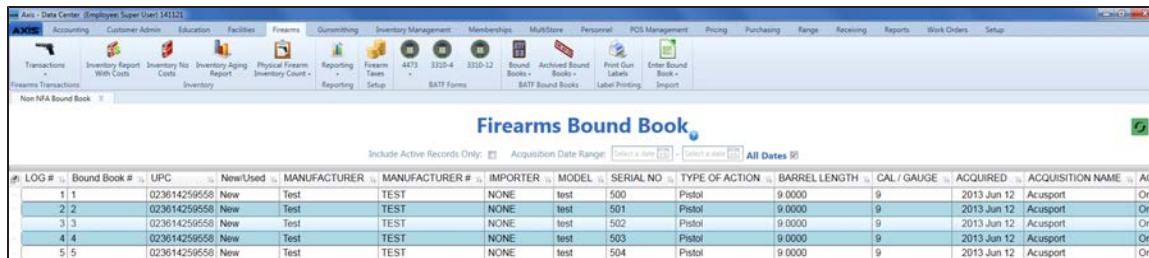 Axis - Data Center (Employee: Super User) 141121
AXIS Accounting Customer Admin Education Facilities Firearms Gunsmithing Inventory Management Memberships MultiStore Personnel POS Management Pricing Purchasing Range Receiving Reports Work Orders Setup
Transactions Inventory Report With Costs Inventory No Costs Inventory Aging Report Physical Firearm Inventory Count Reporting Firearm Taxes 4473 3310-4 3310-12 Bound Books Archived Bound Books Print Gun Labels Enter Bound Book
Firearms Transactions Inventory Reporting Setup BATF Forms BATF Bound Books Label Printing Import
Non NFA Bound Book X
Firearms Bound Book
Include Active Records Only: Acquisition Date Range: Select a date - Select a date All Dates
LOG # Bound Book # UPC New/Used MANUFACTURER MANUFACTURER # IMPORTER MODEL SERIAL NO TYPE OF ACTION BARREL LENGTH CAL / GAUGE ACQUIRED ACQUISITION NAME
1 1 023614259558 New Test TEST NONE test 500 Pistol 9.0000 9 2013 Jun 12 Acusport
2 2 023614259558 New Test TEST NONE test 501 Pistol 9.0000 9 2013 Jun 12 Acusport
3 3 023614259558 New Test TEST NONE test 502 Pistol 9.0000 9 2013 Jun 12 Acusport
4 4 023614259558 New Test TEST NONE test 503 Pistol 9.0000 9 2013 Jun 12 Acusport
5 5 023614259558 New Test TEST NONE test 504 Pistol 9.0000 9 2013 Jun 12 Acusport